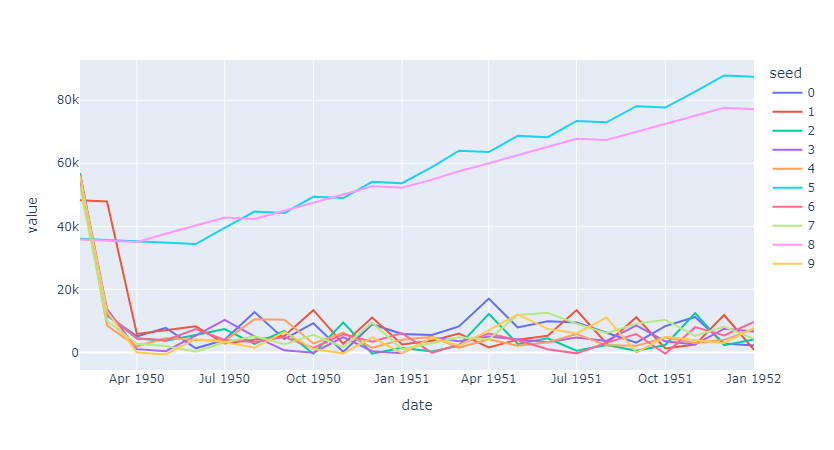 seed
0
1
2
3
4
5
6
7
8
9
80k
60k
40k
20k
0
value
Apr 1950
Jul 1950
Oct 1950
Jan 1951
Apr 1951
Jul 1951
Oct 1951
Jan 1952
date